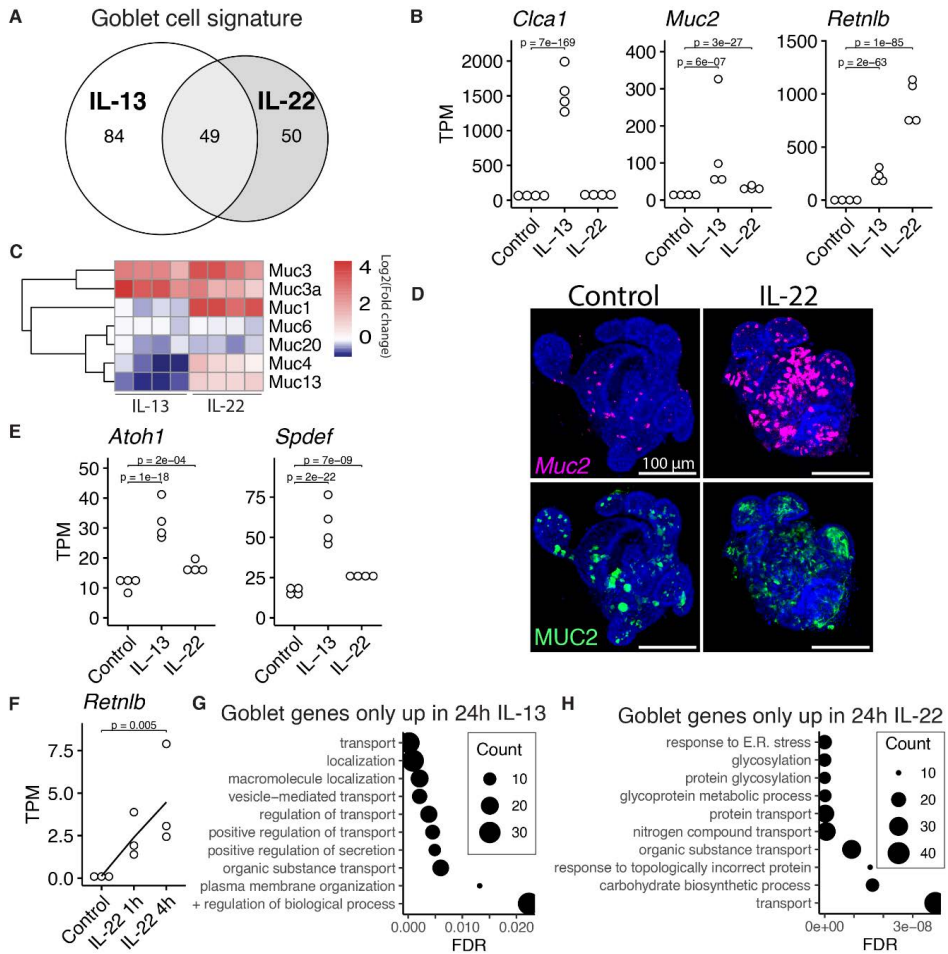 A
Goblet cell signature
IL-13
IL-22
84
49
50
B
Clca1
Muc2
Retnlb
p = 7e−169
p = 3e−27
p = 6e−07
p = 1e−85
p = 2e−63
TPM
2000
1500
1000
500
0
400
300
200
100
0
1500
1000
500
0
Control
IL−13
IL−22
Control
IL−13
IL−22
Control
IL−13
IL−22
C
Muc3
Muc3a
Muc1
Muc6
Muc20
Muc4
Muc13
IL-13
IL-22
4
2
0
Log2(Fold change)
D
Control
IL-22
Muc2
100 µm
MUC2
E
Atoh1
Spdef
p = 2e−04
p = 1e−18
p = 7e−09
p = 2e−22
TPM
50
40
30
20
10
0
75
50
25
0
Control
IL−13
IL−22
Control
IL−13
IL−22
F
Retnlb
p = 0.005
TPM
7.5
5.0
2.5
0.0
Control
IL−22 1h
IL−22 4h
G
Goblet genes only up in 24h IL-13
transport
localization
macromolecule localization
vesicle−mediated transport
regulation of transport
positive regulation of transport
positive regulation of secretion
organic substance transport
plasma membrane organization
+ regulation of biological process
Count
10
20
30
0.000
0.010
0.020
FDR
H
Goblet genes only up in 24h IL-22
response to E.R. stress
glycosylation
protein glycosylation
glycoprotein metabolic process
protein transport
nitrogen compound transport
organic substance transport
response to topologically incorrect protein
carbohydrate biosynthetic process
transport
Count
10
20
30
40
0e+00
3e−08
FDR